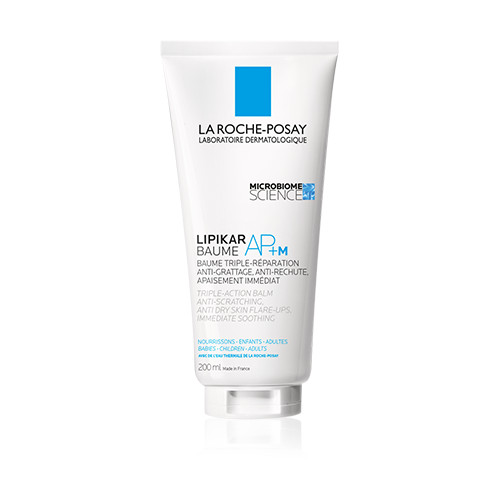 LA ROCHE-POSAY
LABORATOIRE DERMATOLOGIQUE
MICROBIOME
SCIENCE
LIPIKAR
BAUME AP+M
BAUME TRIPLE-RÉPARATION
ANTI-GRATTAGE, ANTI-RECHUTE,
APAISEMENT IMMÉDIAT
TRIPLE-ACTION BALM
ANTI-SCRATCHING,
ANTI DRY SKIN FLARE-UPS,
IMMEDIATE SOOTHING
NOURRISSONS - ENFANTS - ADULTES
BABIES - CHILDREN - ADULTS
AVEC DE L'EAU THERMALE DE LA ROCHE-POSAY
200 ml Made in France